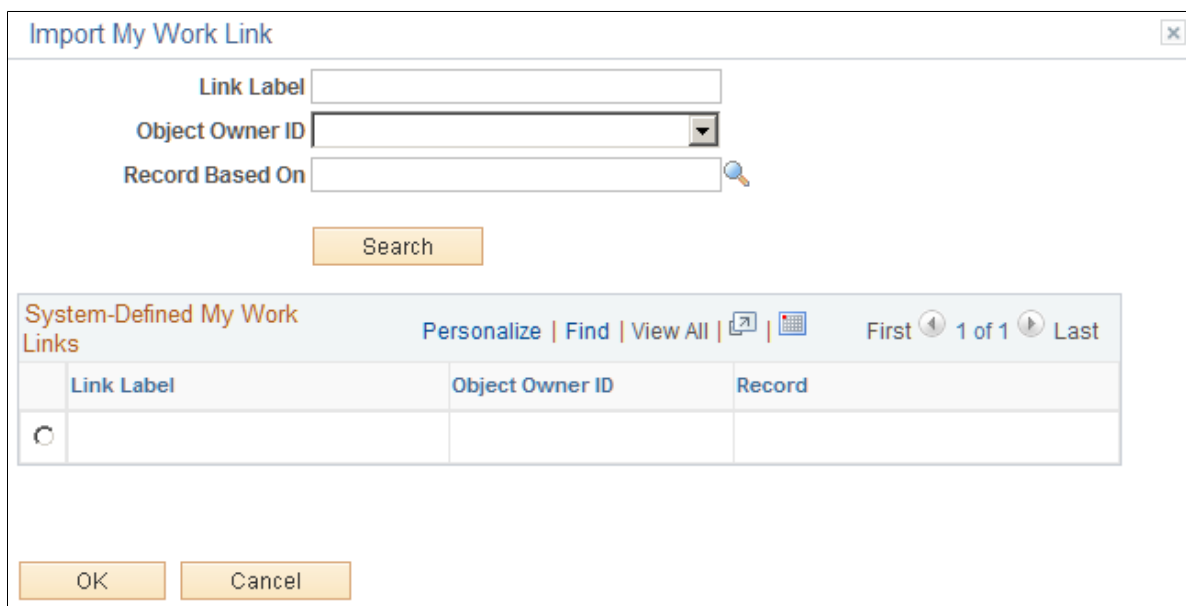 Import My Work Link
Link Label
Object Owner ID
Record Based On
Search
System-Defined My Work
Links
Personalize | Find | View All | | First 1 of 1 Last
Link Label Object Owner ID Record
OK Cancel